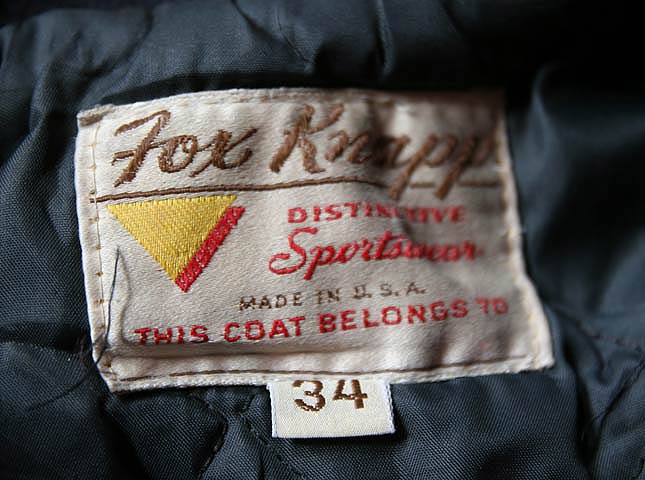 Fox Knapp
DISTINCTIVE
Sportswear
MADE IN U.S.A.
THIS COAT BELONGS TO
34